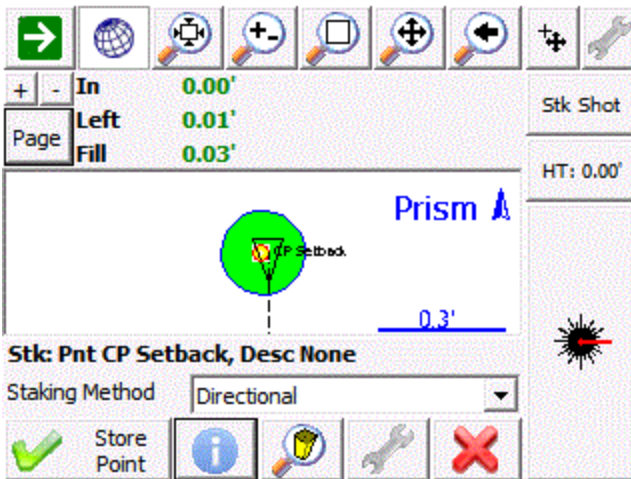 + - In 0.00'
Left 0.01'
Page
Fill 0.03'
Stk Shot
HT: 0.00'
Prism
CP Setback
0.3'
Stk: Pnt CP Setback, Desc None
Staking Method Directional
Store
Point